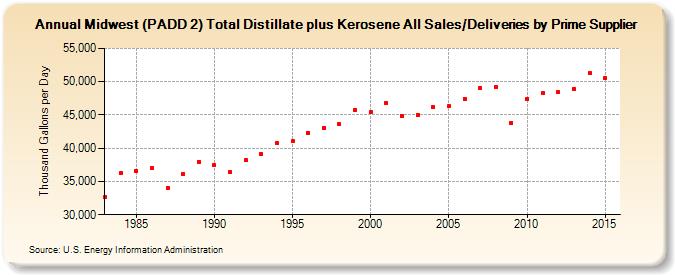 Annual Midwest (PADD 2) Total Distillate plus Kerosene All Sales/Deliveries by Prime Supplier
Thousand Gallons per Day
55,000
50,000
45,000
40,000
35,000
30,000
1985 1990 1995 2000 2005 2010 2015
Source: U.S. Energy Information Administration